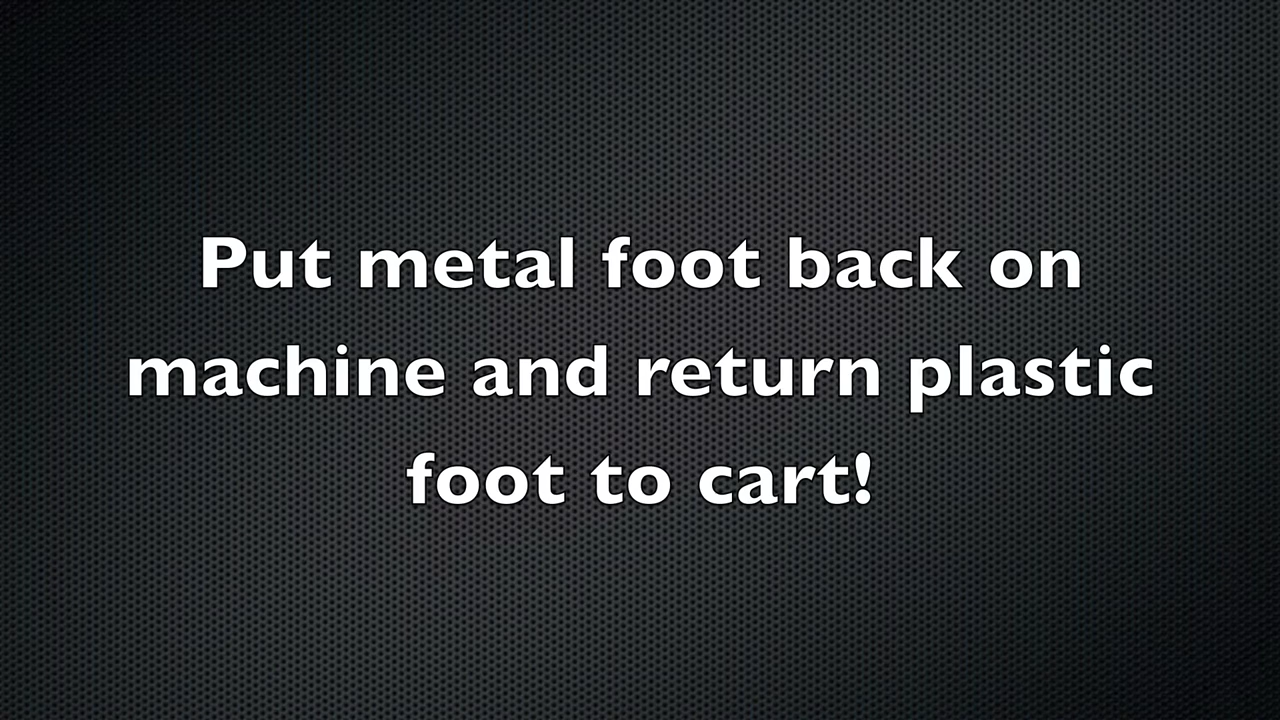 Put metal foot back on
machine and return plastic
foot to cart!